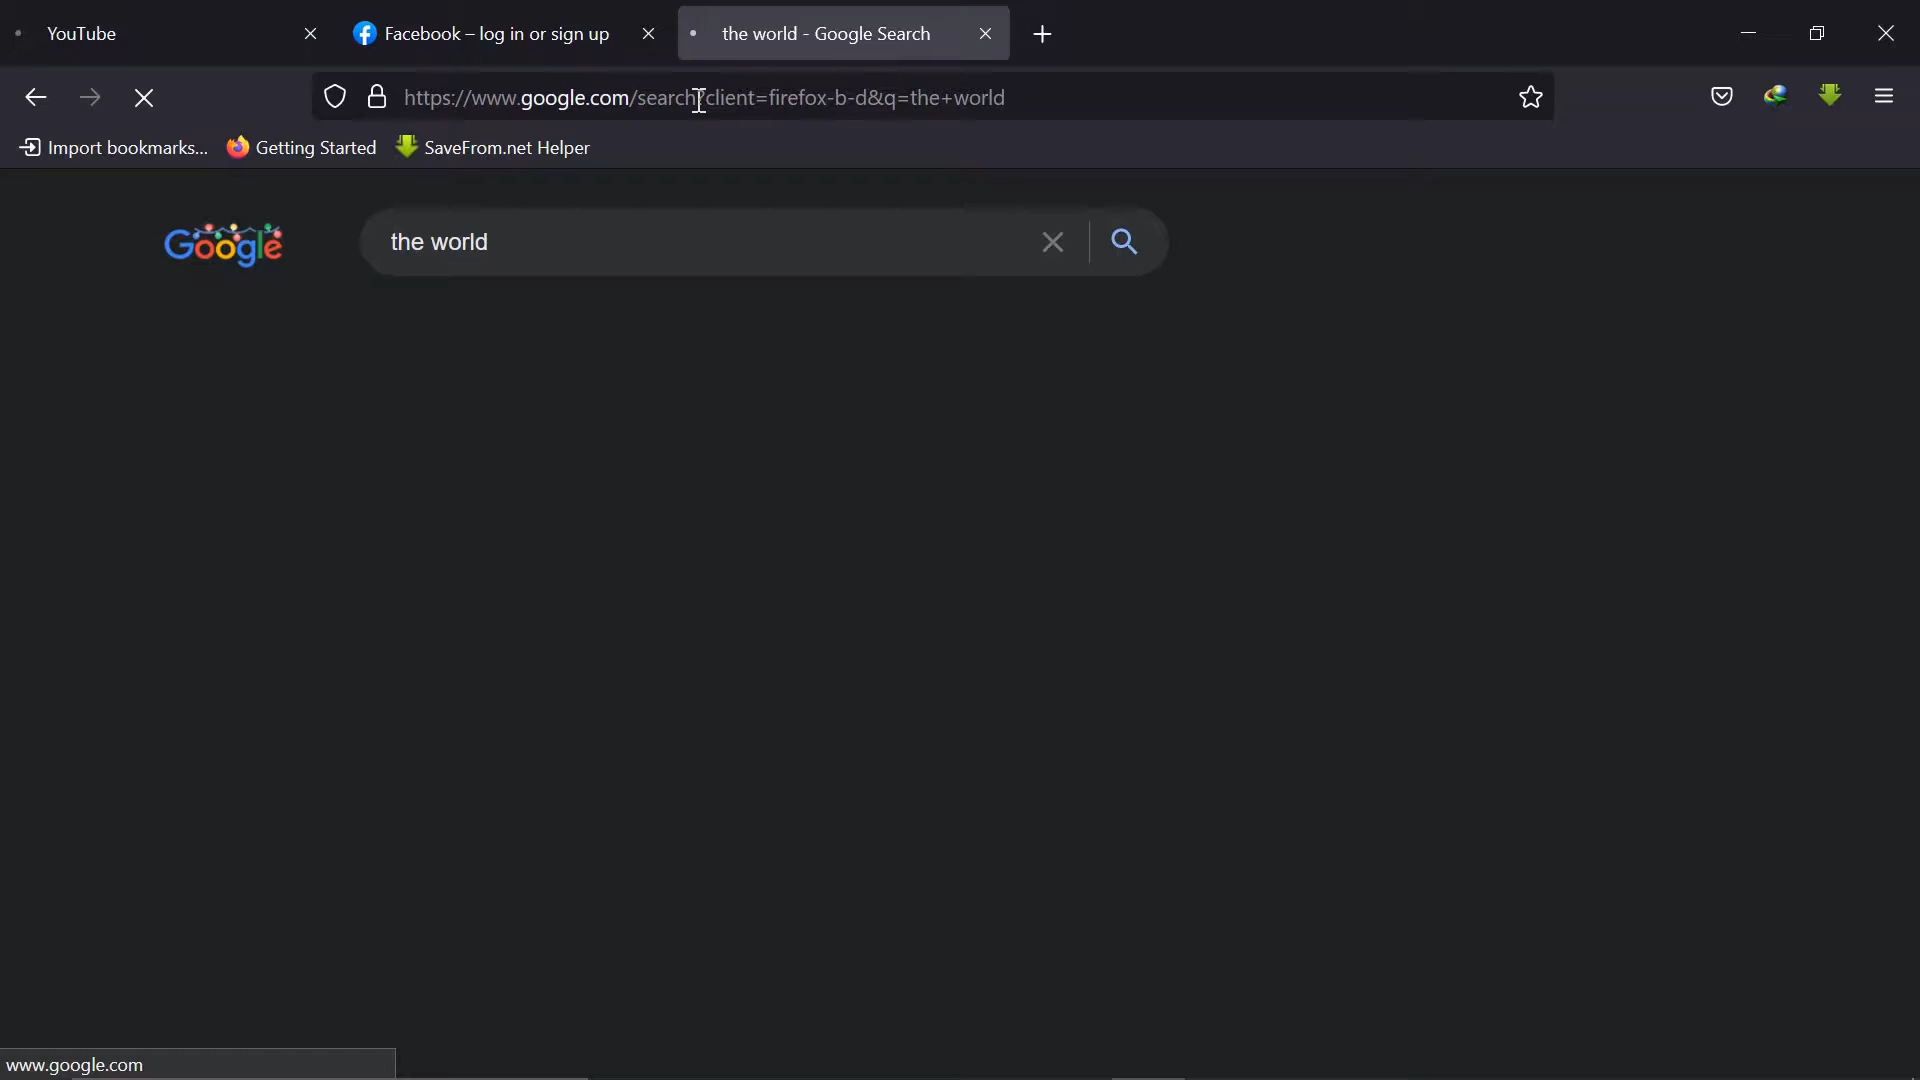 YouTube
Facebook – log in or sign up
the world - Google Search
https://www.google.com/search?client=firefox-b-d&q=the+world
Import bookmarks...
Getting Started
SaveFrom.net Helper
Google
the world
www.google.com